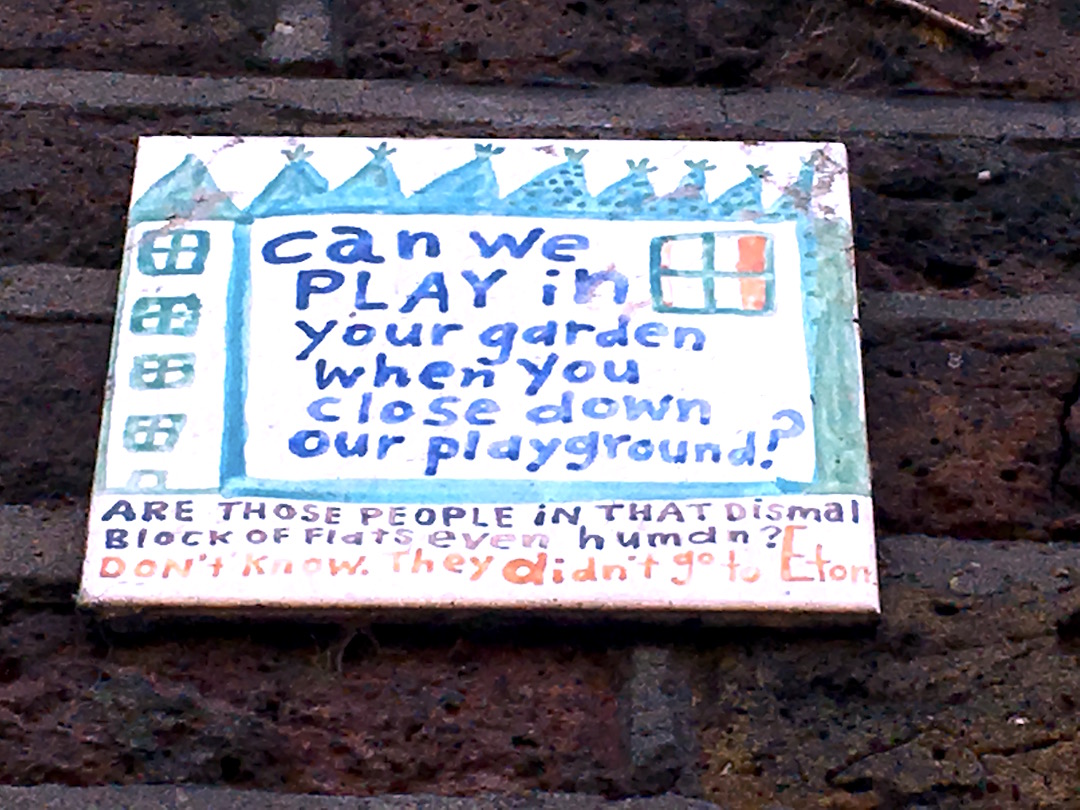 can we
PLAY in
your garden
when you
close down
our playground?
ARE THOSE PEOPLE iN THAT Dismal
Block OF Flats even human?
DON't Know. They didn't go to Eton.